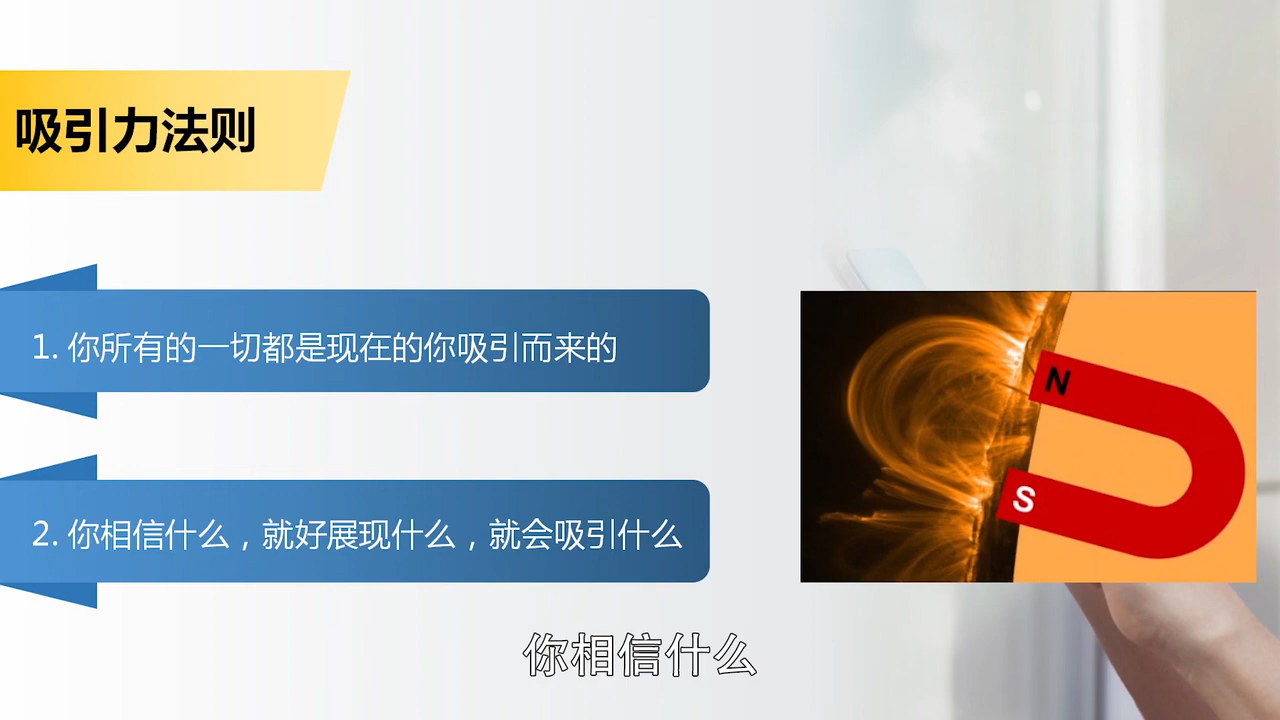 吸引力法则
1. 你所有的一切都是现在的你吸引而来的
2. 你相信什么，就好展现什么，就会吸引什么
N
S
你相信什么